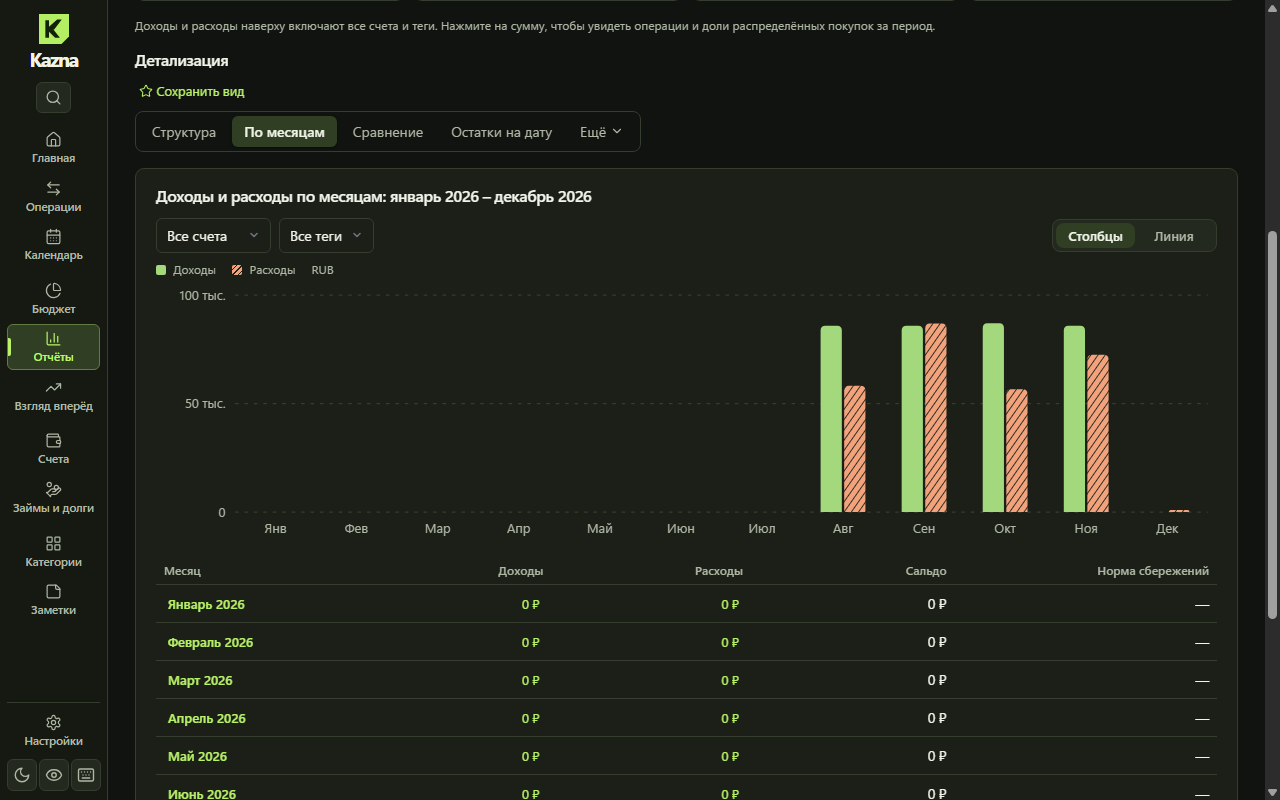 Kazna
Главная
Операции
Календарь
Бюджет
Отчёты
Взгляд вперёд
Счета
Займы и долги
Категории
Заметки
Настройки
Доходы и расходы наверху включают все счета и теги. Нажмите на сумму, чтобы увидеть операции и доли распределённых покупок за период.
Детализация
Сохранить вид
Структура По месяцам Сравнение Остатки на дату Ещё
Доходы и расходы по месяцам: январь 2026 – декабрь 2026
Все счета Все теги Столбцы Линия
Доходы Расходы RUB
100 тыс.
50 тыс.
0
Янв Фев Мар Апр Май Июн Июл Авг Сен Окт Ноя Дек
Месяц Доходы Расходы Сальдо Норма сбережений
Январь 2026 0 ₽ 0 ₽ 0 ₽ —
Февраль 2026 0 ₽ 0 ₽ 0 ₽ —
Март 2026 0 ₽ 0 ₽ 0 ₽ —
Апрель 2026 0 ₽ 0 ₽ 0 ₽ —
Май 2026 0 ₽ 0 ₽ 0 ₽ —
Июнь 2026 0 ₽ 0 ₽ 0 ₽ —